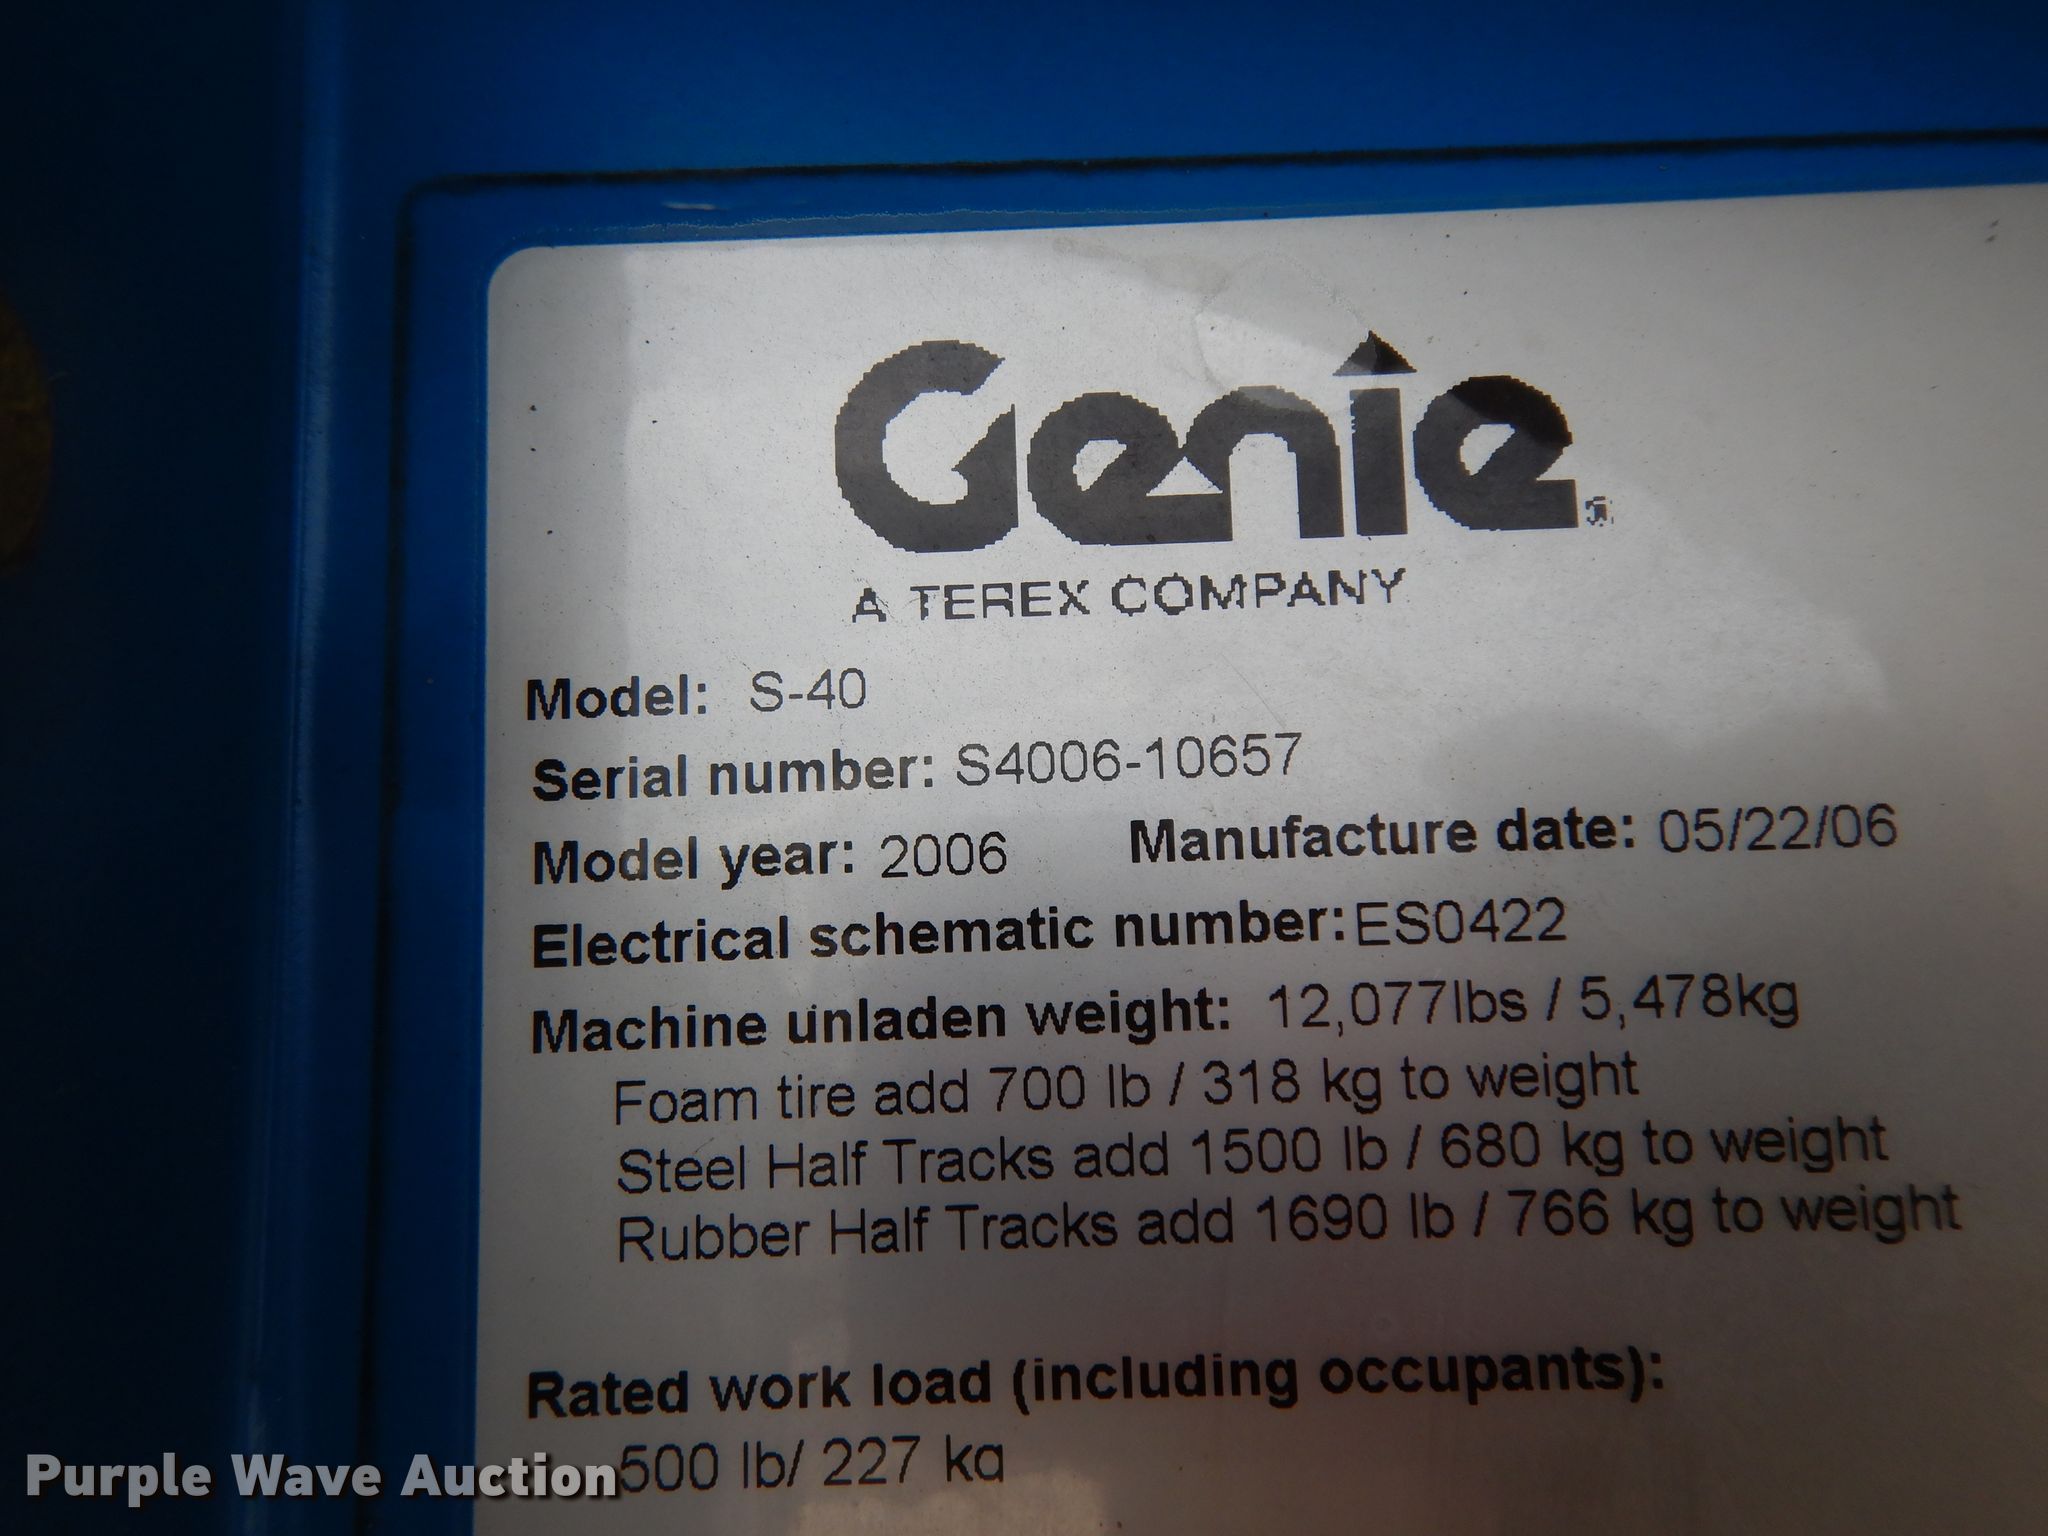 Genie
A TEREX COMPANY
Model: S-40
Serial number: S4006-10657
Model year: 2006 Manufacture date: 05/22/06
Electrical schematic number:ES0422
Machine unladen weight: 12,077lbs / 5,478kg
Foam tire add 700 lb / 318 kg to weight
Steel Half Tracks add 1500 lb / 680 kg to weight
Rubber Half Tracks add 1690 lb / 766 kg to weight
Rated work load (including occupants):
500 lb/ 227 kg
Purple Wave Auction